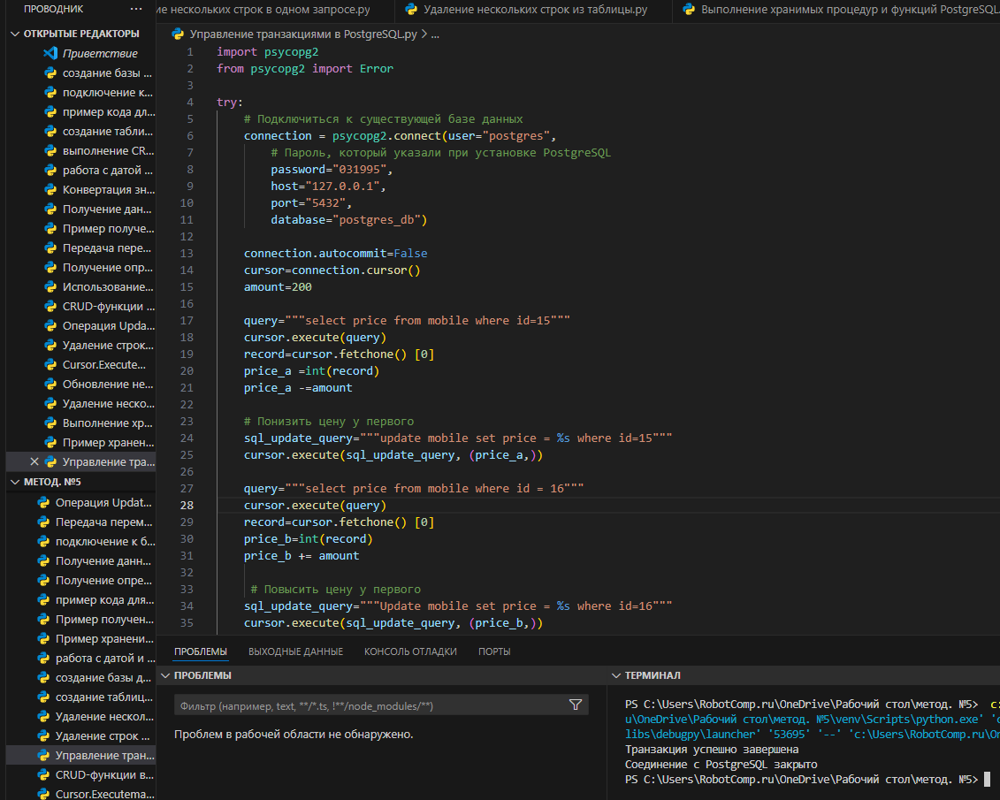 ПРОВОДНИК ...
ие нескольких строк в одном запросе.py
Удаление нескольких строк из таблицы.py
Выполнение хранимых процедур и функций PostgreSQL
ОТКРЫТЫЕ РЕДАКТОРЫ
Приветствие
создание базы ...
подключение к...
пример кода дл...
создание табли...
выполнение CR...
работа с датой ...
Конвертация зн...
Получение дан...
Пример получе...
Передача пере...
Получение опр...
Использование...
CRUD-функции ...
Операция Upda...
Удаление строк...
Cursor.Execute...
Обновление не...
Удаление неско...
Выполнение хр...
Пример хранен...
Управление тра...
МЕТОД. №5
Операция Updat...
Передача перем...
подключение к б...
Получение данн...
Получение опре...
пример кода для...
Пример получен...
Пример хранени...
работа с датой и ...
создание базы д...
создание таблиц...
Удаление нескол...
Удаление строк ...
Управление тран...
CRUD-функции в...
Cursor.Executema...
Управление транзакциями в PostgreSQL.py > ...
1 import psycopg2
2 from psycopg2 import Error
3
4 try:
5 # Подключиться к существующей базе данных
6 connection = psycopg2.connect(user="postgres",
7 # Пароль, который указали при установке PostgreSQL
8 password="031995",
9 host="127.0.0.1",
10 port="5432",
11 database="postgres_db")
12
13 connection.autocommit=False
14 cursor=connection.cursor()
15 amount=200
16
17 query="""select price from mobile where id=15"""
18 cursor.execute(query)
19 record=cursor.fetchone() [0]
20 price_a =int(record)
21 price_a -=amount
22
23 # Понизить цену у первого
24 sql_update_query="""update mobile set price = %s where id=15"""
25 cursor.execute(sql_update_query, (price_a,))
26
27 query="""select price from mobile where id = 16"""
28 cursor.execute(query)
29 record=cursor.fetchone() [0]
30 price_b=int(record)
31 price_b += amount
32
33 # Повысить цену у первого
34 sql_update_query="""Update mobile set price = %s where id=16"""
35 cursor.execute(sql_update_query, (price_b,))
ПРОБЛЕМЫ ВЫХОДНЫЕ ДАННЫЕ КОНСОЛЬ ОТЛАДКИ ПОРТЫ
ПРОБЛЕМЫ
Фильтр (например, text, **/*.ts, !**/node_modules/**)
Проблем в рабочей области не обнаружено.
ТЕРМИНАЛ
PS C:\Users\RobotComp.ru\OneDrive\Рабочий стол\метод. №5> c:
u\OneDrive\Рабочий стол\метод. №5\venv\Scripts\python.exe' 'c
libs\debugpy\launcher' '53695' '--' 'c:\Users\RobotComp.ru\On
Транзакция успешно завершена
Соединение с PostgreSQL закрыто
PS C:\Users\RobotComp.ru\OneDrive\Рабочий стол\метод. №5>